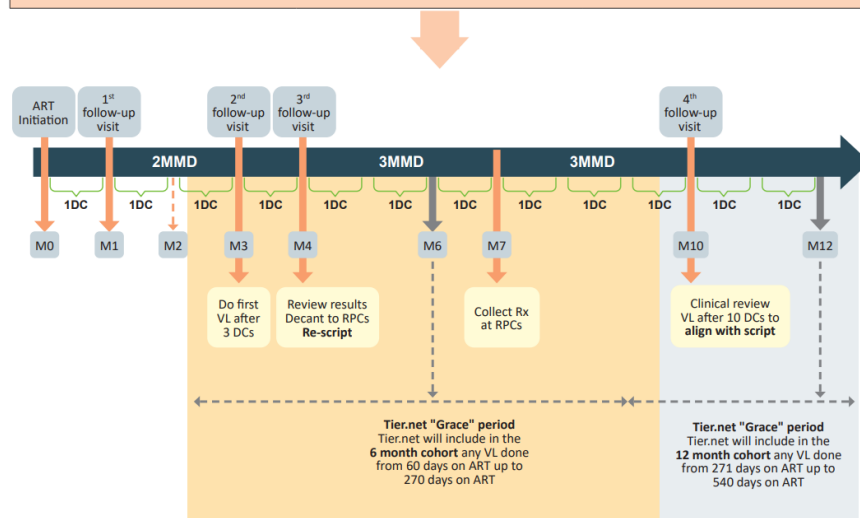 ART
Initiation
1st
follow-up
visit
2nd
follow-up
visit
3rd
follow-up
visit
4th
follow-up
visit
2MMD
3MMD
3MMD
1DC
1DC
1DC
1DC
1DC
1DC
1DC
1DC
1DC
1DC
1DC
1DC
M0
M1
M2
M3
M4
M6
M7
M10
M12
Do first
VL after
3 DCs
Review results
Decant to RPCs
Re-script
Collect Rx
at RPCs
Clinical review
VL after 10 DCs to
align with script
Tier.net "Grace" period
Tier.net will include in the
6 month cohort any VL done
from 60 days on ART up to
270 days on ART
Tier.net "Grace" period
Tier.net will include in the
12 month cohort any VL done
from 271 days on ART up to
540 days on ART